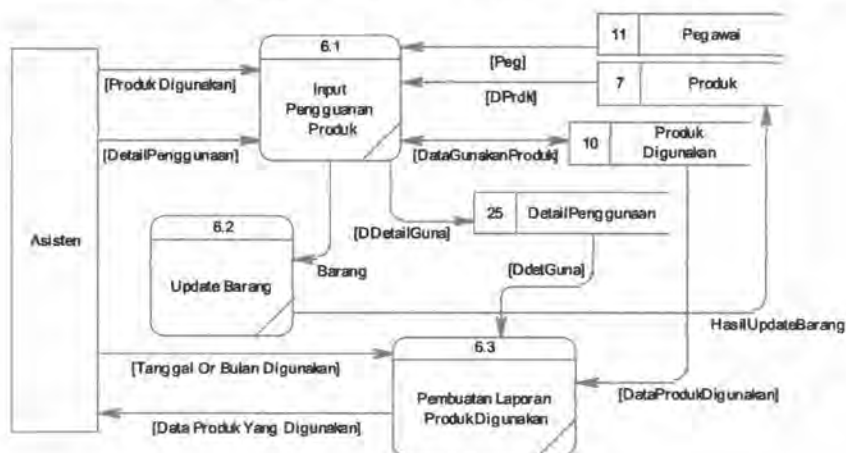 6.1
Input
Pengguanan
Produk
11 Pegawai
[Peg]
7 Produk
[DPrdk]
[Produk Digunakan]
[DetailPenggunaan]
[DataGunakanProduk]
10 Produk
Digunakan
25 DetailPenggunaan
[DDetailGuna]
Asisten
6.2
Update Barang
Barang
[DdetGuna]
HasilUpdateBarang
6.3
Pembuatan Laporan
ProdukDigunakan
[Tanggal Or Bulan Digunakan]
[DataProdukDigunakan]
[Data Produk Yang Digunakan]